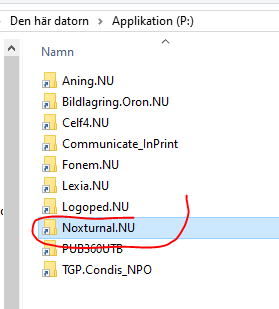 Den här datorn > Applikation (P:)
Namn
Aning.NU
Bildlagring.Oron.NU
Celf4.NU
Communicate_InPrint
Fonem.NU
Lexia.NU
Logoped.NU
Noxturnal.NU
PUB360UTB
TGP.Condis_NPO